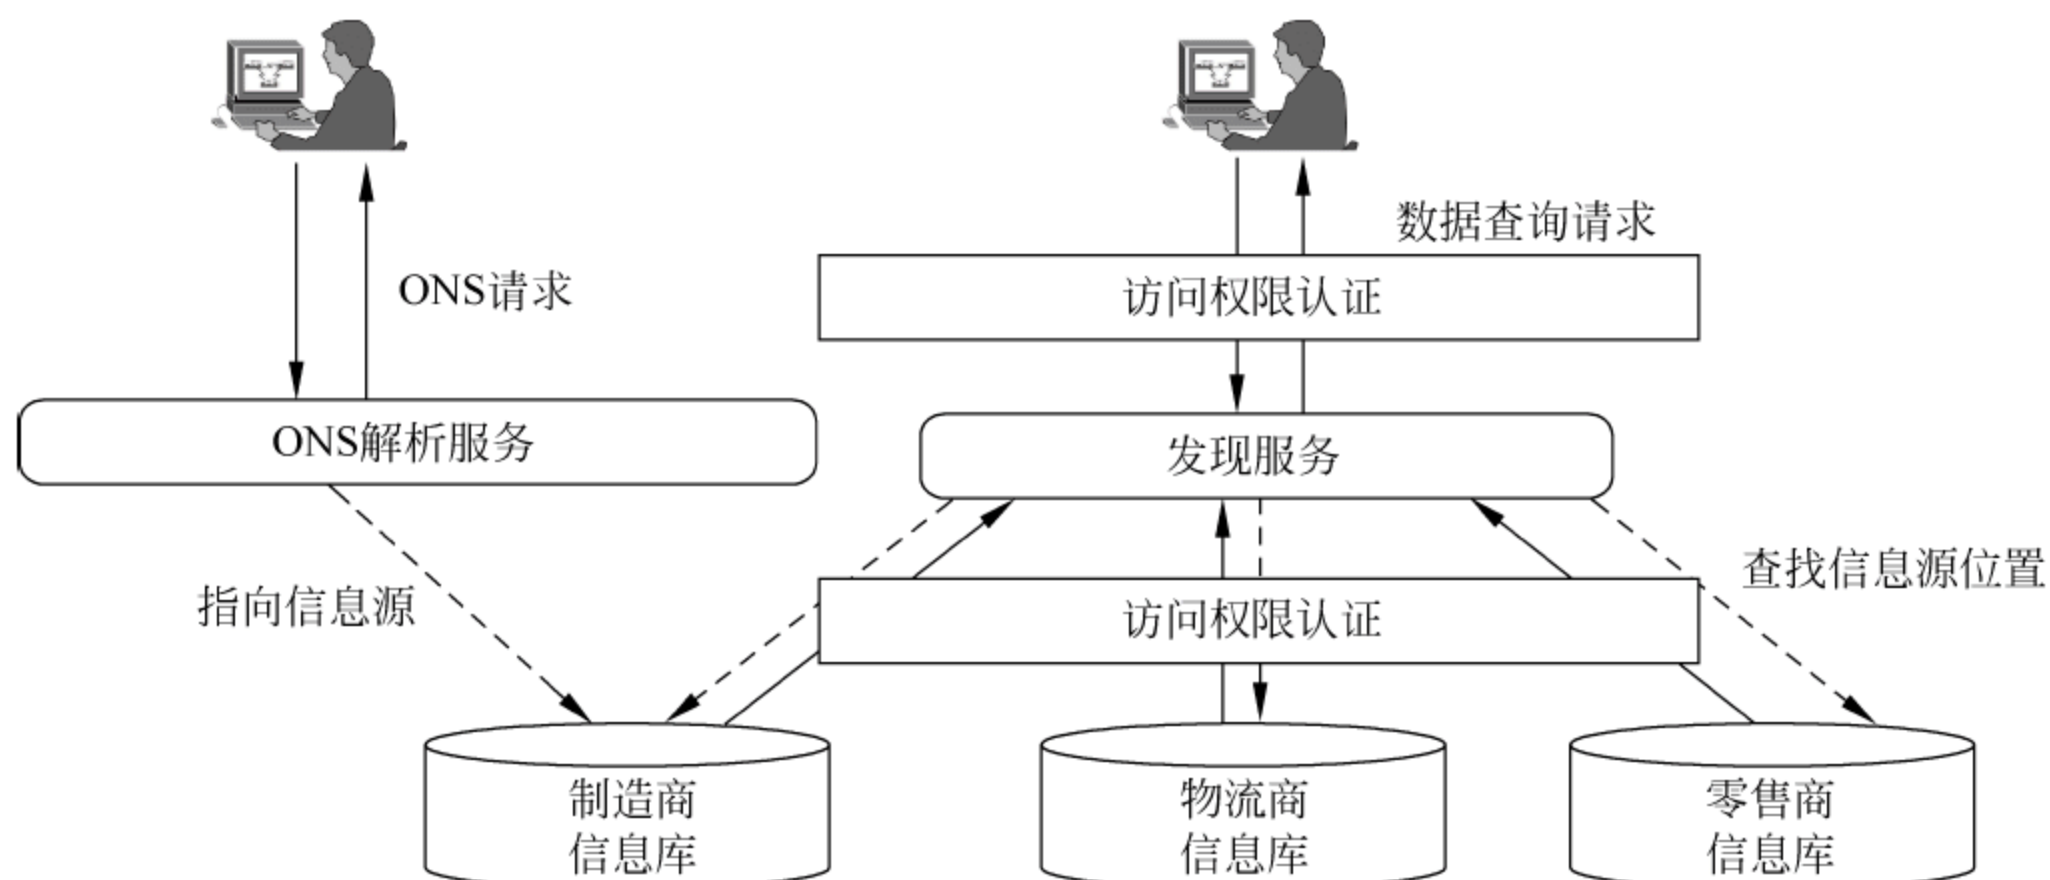 数据查询请求
ONS请求
访问权限认证
ONS解析服务
发现服务
指向信息源
查找信息源位置
访问权限认证
制造商
信息库
物流商
信息库
零售商
信息库